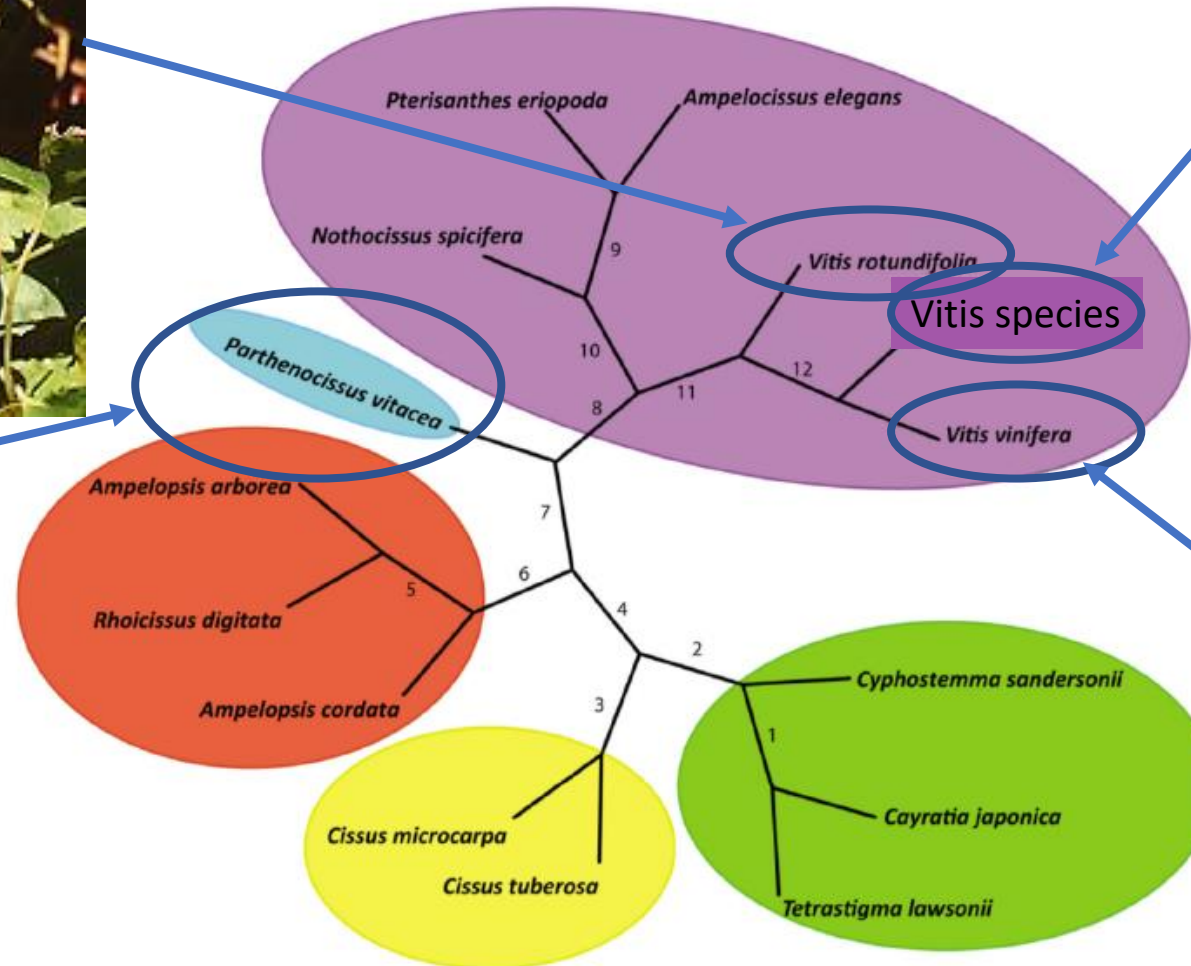 Pterisanthes eriopoda
Ampelocissus elegans
Nothocissus spicifera
9
Vitis rotundifolia
Vitis species
10
12
11
8
Parthenocissus vitacea
Vitis vinifera
Ampelopsis arborea
7
6
5
4
Rhoicissus digitata
2
Cyphostemma sandersonii
Ampelopsis cordata
3
1
Cayratia japonica
Cissus microcarpa
Cissus tuberosa
Tetrastigma lawsonii